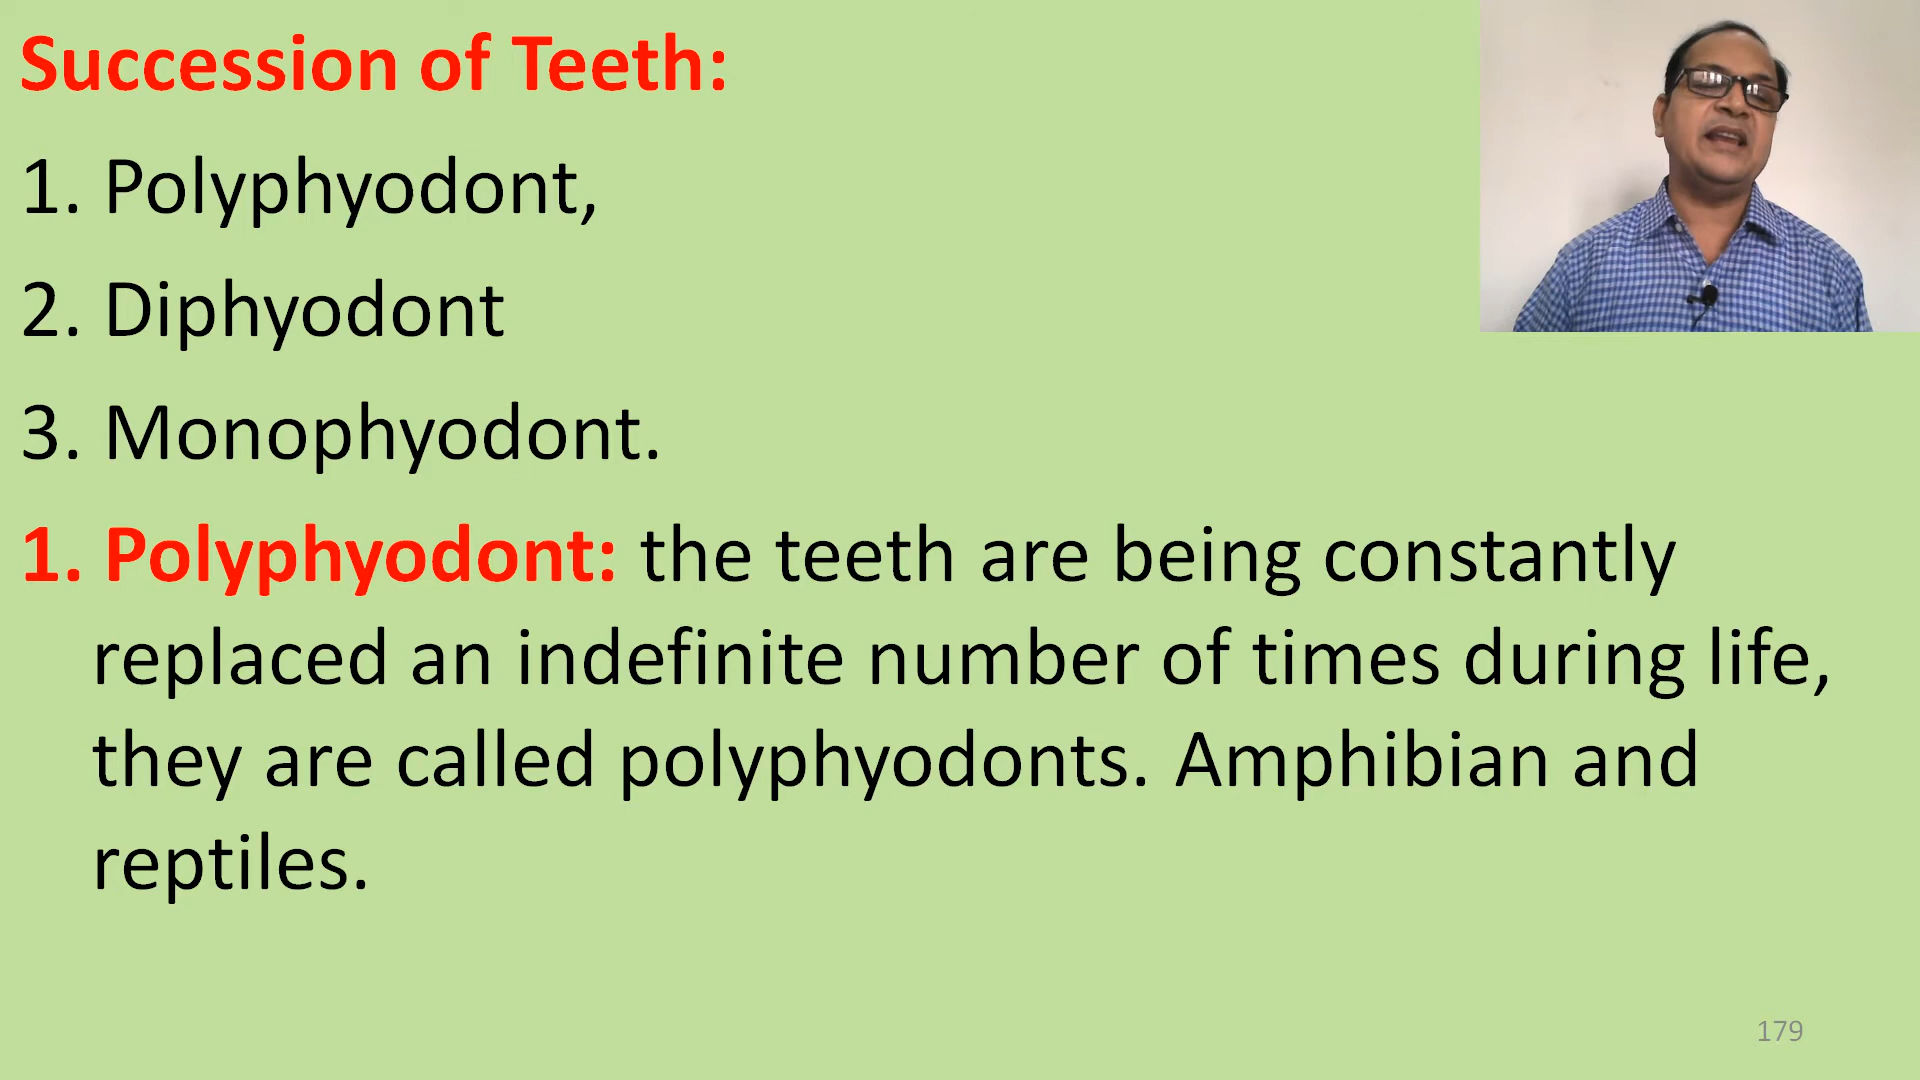 Succession of Teeth:
1. Polyphyodont,
2. Diphyodont
3. Monophyodont.
1. Polyphyodont: the teeth are being constantly
replaced an indefinite number of times during life,
they are called polyphyodonts. Amphibian and
reptiles.
179